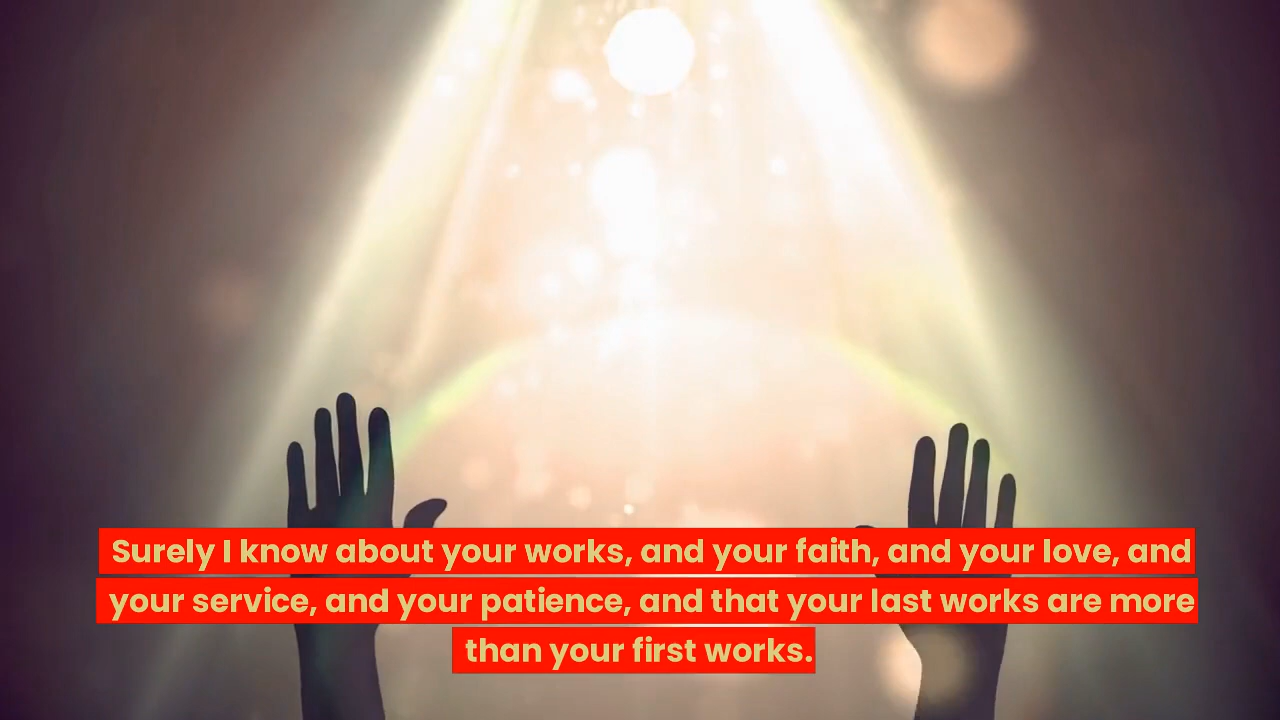 Surely I know about your works, and your faith, and your love, and
your service, and your patience, and that your last works are more
than your first works.